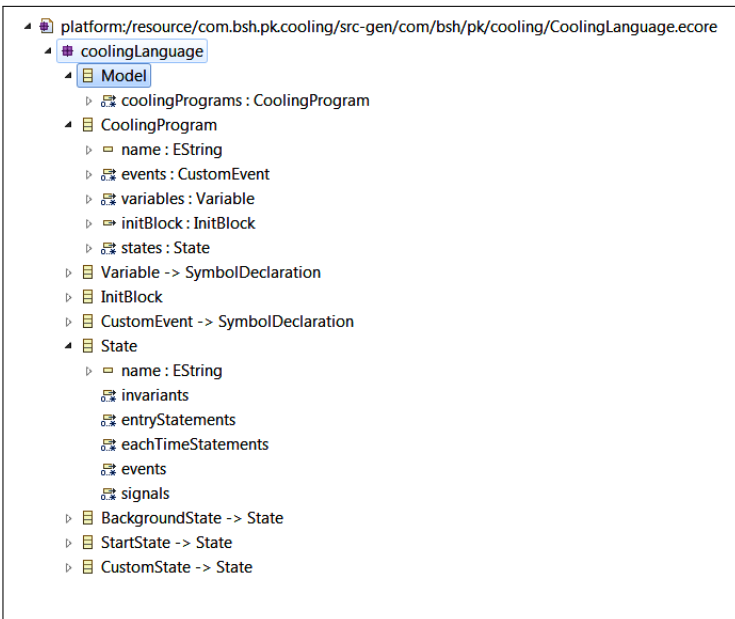 platform:/resource/com.bsh.pk.cooling/src-gen/com/bsh/pk/cooling/CoolingLanguage.ecore
coolingLanguage
Model
coolingPrograms : CoolingProgram
CoolingProgram
name : EString
events : CustomEvent
variables : Variable
initBlock : InitBlock
states : State
Variable -> SymbolDeclaration
InitBlock
CustomEvent -> SymbolDeclaration
State
name : EString
invariants
entryStatements
eachTimeStatements
events
signals
BackgroundState -> State
StartState -> State
CustomState -> State